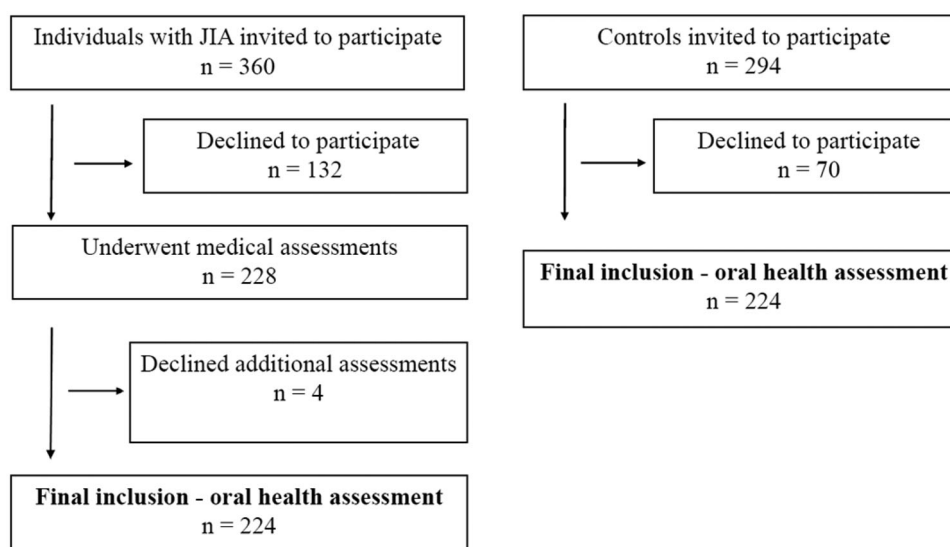 Individuals with JIA invited to participate
n = 360
Declined to participate
n = 132
Underwent medical assessments
n = 228
Declined additional assessments
n = 4
Final inclusion - oral health assessment
n = 224
Controls invited to participate
n = 294
Declined to participate
n = 70
Final inclusion - oral health assessment
n = 224